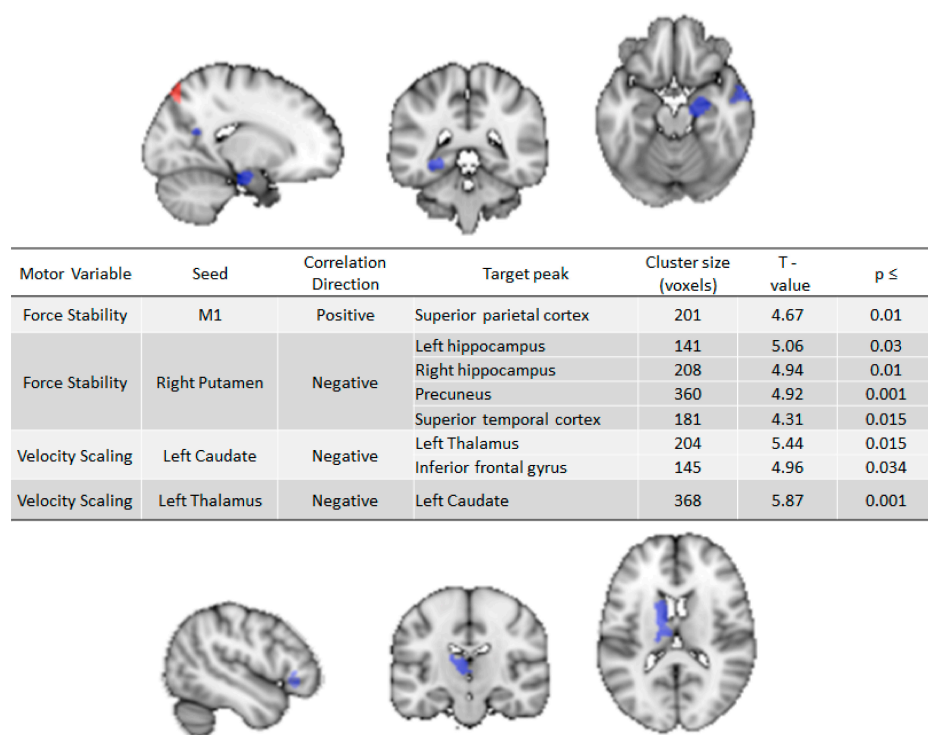 Motor Variable Seed Correlation Direction Target peak Cluster size (voxels) T - value p ≤
Force Stability M1 Positive Superior parietal cortex 201 4.67 0.01
Force Stability Right Putamen Negative Left hippocampus 141 5.06 0.03
Right hippocampus 208 4.94 0.01
Precuneus 360 4.92 0.001
Superior temporal cortex 181 4.31 0.015
Velocity Scaling Left Caudate Negative Left Thalamus 204 5.44 0.015
Inferior frontal gyrus 145 4.96 0.034
Velocity Scaling Left Thalamus Negative Left Caudate 368 5.87 0.001